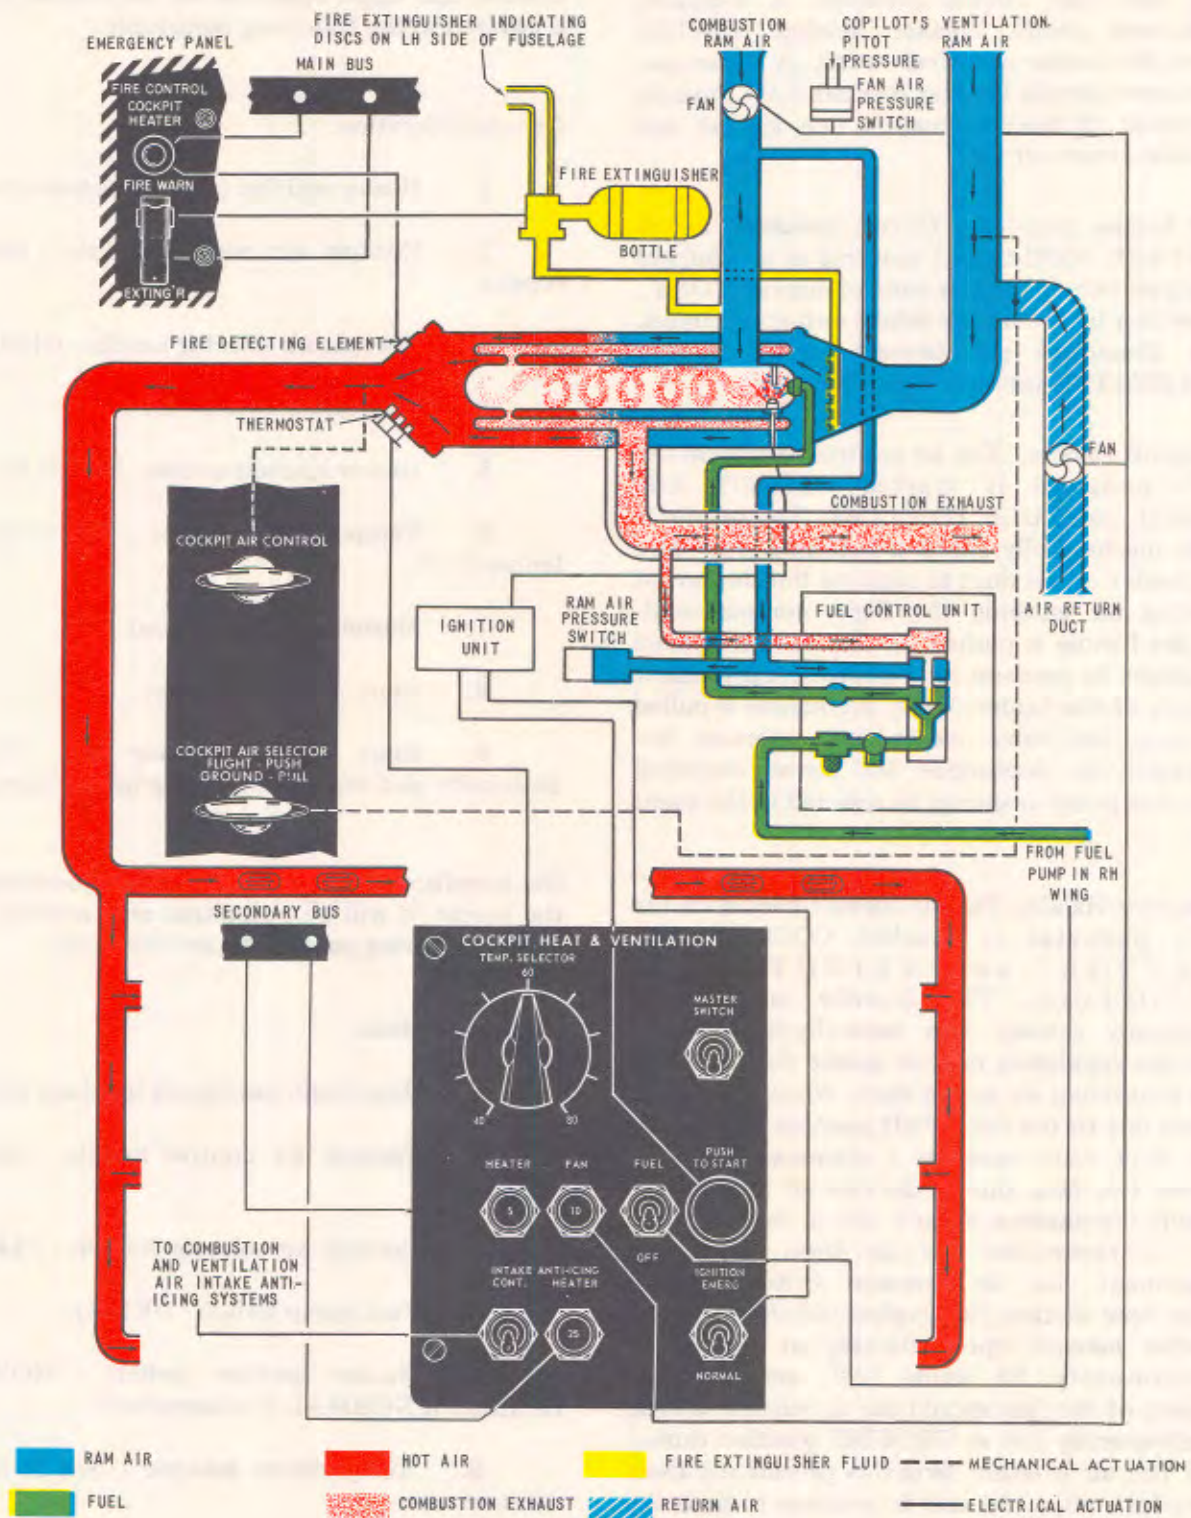 FIRE EXTINGUISHER INDICATING
DISCS ON LH SIDE OF FUSELAGE
COMBUSTION
RAM AIR
COPILOT'S VENTILATION
PITOT RAM AIR
PRESSURE
EMERGENCY PANEL
MAIN BUS
FIRE CONTROL
COCKPIT
HEATER
FIRE WARN
EXTING'R
FAN
FAN AIR
PRESSURE
SWITCH
FIRE EXTINGUISHER
BOTTLE
FIRE DETECTING ELEMENT
THERMOSTAT
FAN
COMBUSTION EXHAUST
COCKPIT AIR CONTROL
IGNITION
UNIT
RAM AIR
PRESSURE
SWITCH
FUEL CONTROL UNIT
AIR RETURN
DUCT
COCKPIT AIR SELECTOR
FLIGHT - PUSH
GROUND - PULL
FROM FUEL
PUMP IN RH
WING
SECONDARY BUS
COCKPIT HEAT & VENTILATION
TEMP. SELECTOR
60
40
80
MASTER
SWITCH
HEATER
FAN
FUEL
PUSH
TO START
5
10
OFF
TO COMBUSTION
AND VENTILATION
AIR INTAKE ANTI-
ICING SYSTEMS
INTAKE ANTI-ICING
CONT. HEATER
IGNITION
EMERG
25
NORMAL
RAM AIR
HOT AIR
FIRE EXTINGUISHER FLUID
MECHANICAL ACTUATION
FUEL
COMBUSTION EXHAUST
RETURN AIR
ELECTRICAL ACTUATION